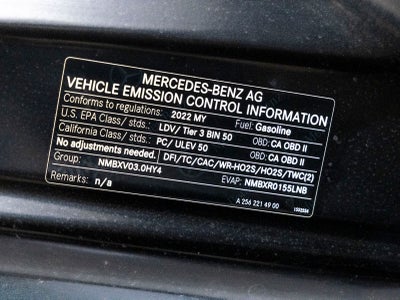 MERCEDES-BENZ AG
VEHICLE EMISSION CONTROL INFORMATION
Conforms to regulations: 2022 MY Fuel: Gasoline
U.S. EPA Class/ stds.: LDV/ Tier 3 BIN 50 OBD: CA OBD II
California Class/ stds.: PC/ ULEV 50 OBD: CA OBD II
No adjustments needed. DFI/TC/CAC/WR-HO2S/HO2S/TWC(2)
Group: NMBXV03.0HY4 EVAP: NMBXR0155LNB
Remarks: n/a
A 256 221 49 00